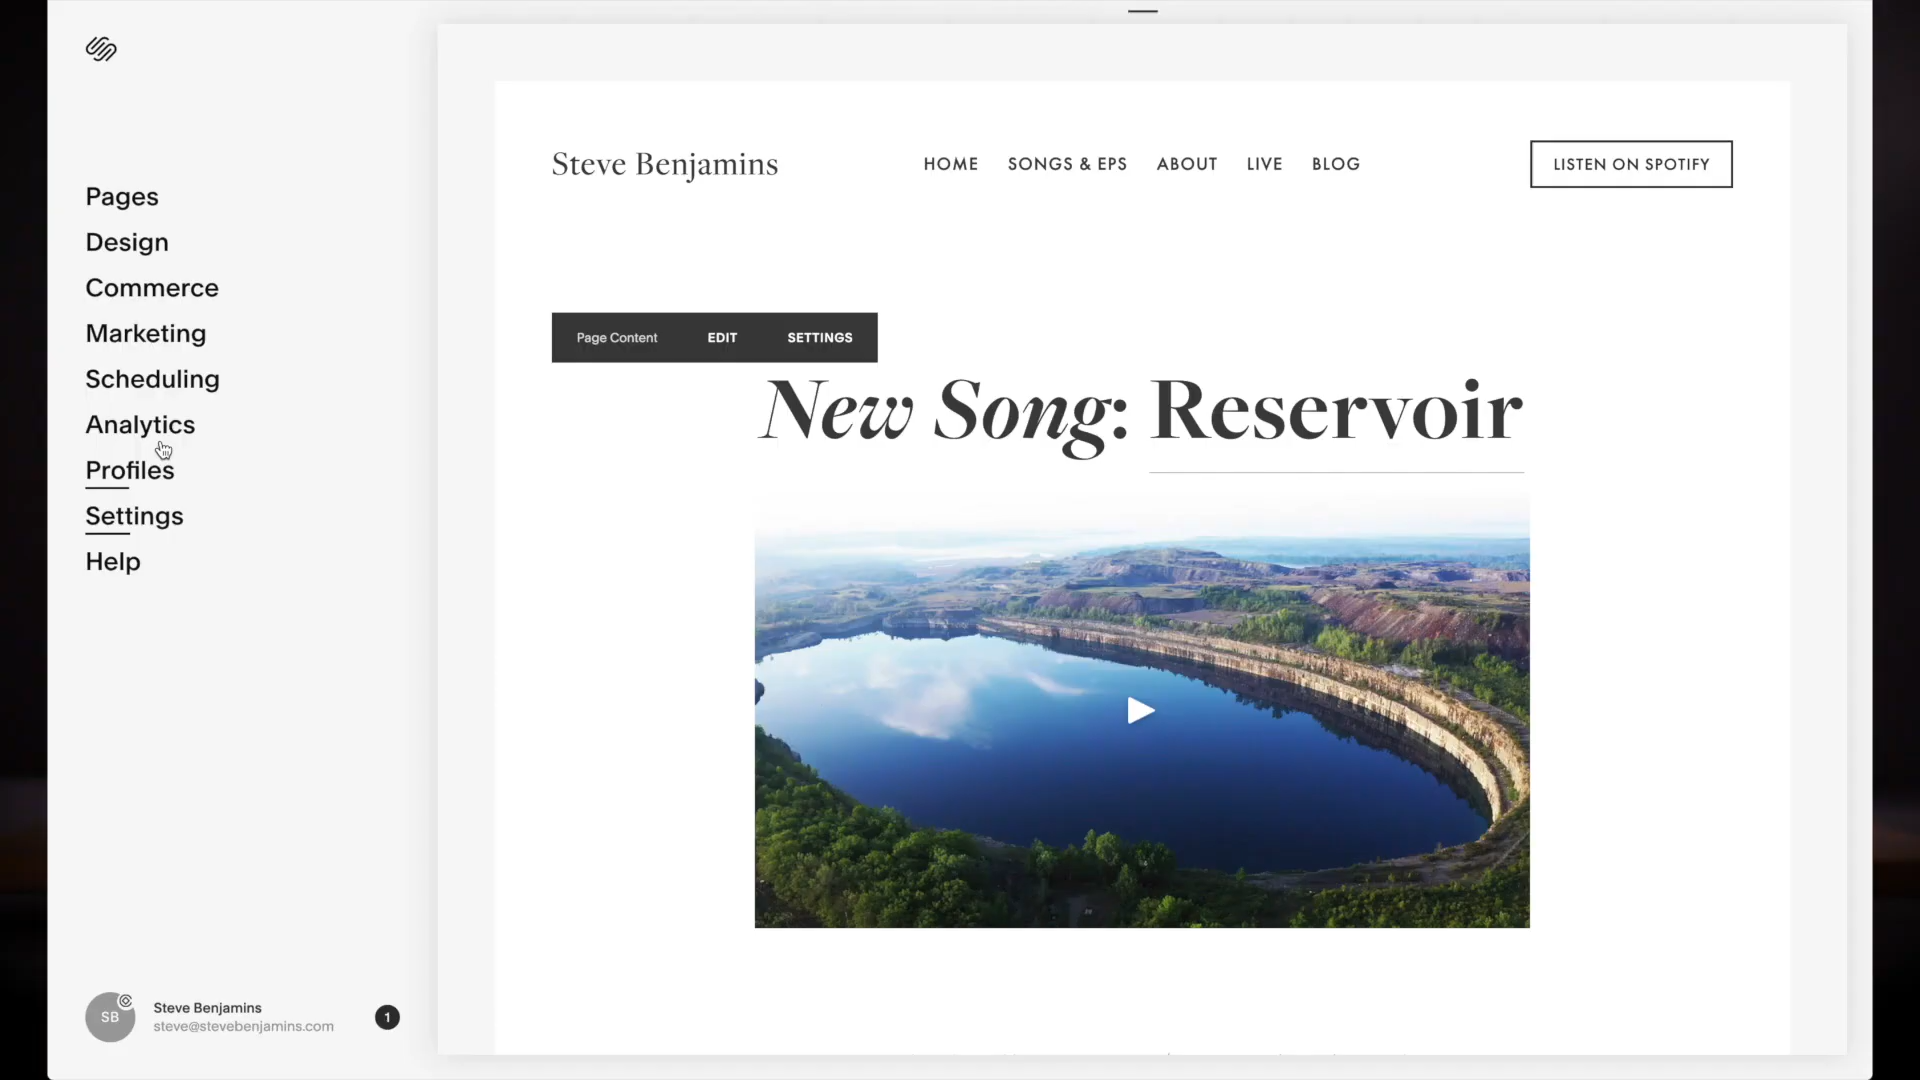 Pages
Design
Commerce
Marketing
Scheduling
Analytics
Profiles
Settings
Help
SB
Steve Benjamins
steve@stevebenjamins.com
1
Steve Benjamins
HOME SONGS & EPS ABOUT LIVE BLOG
LISTEN ON SPOTIFY
Page Content EDIT SETTINGS
New Song: Reservoir